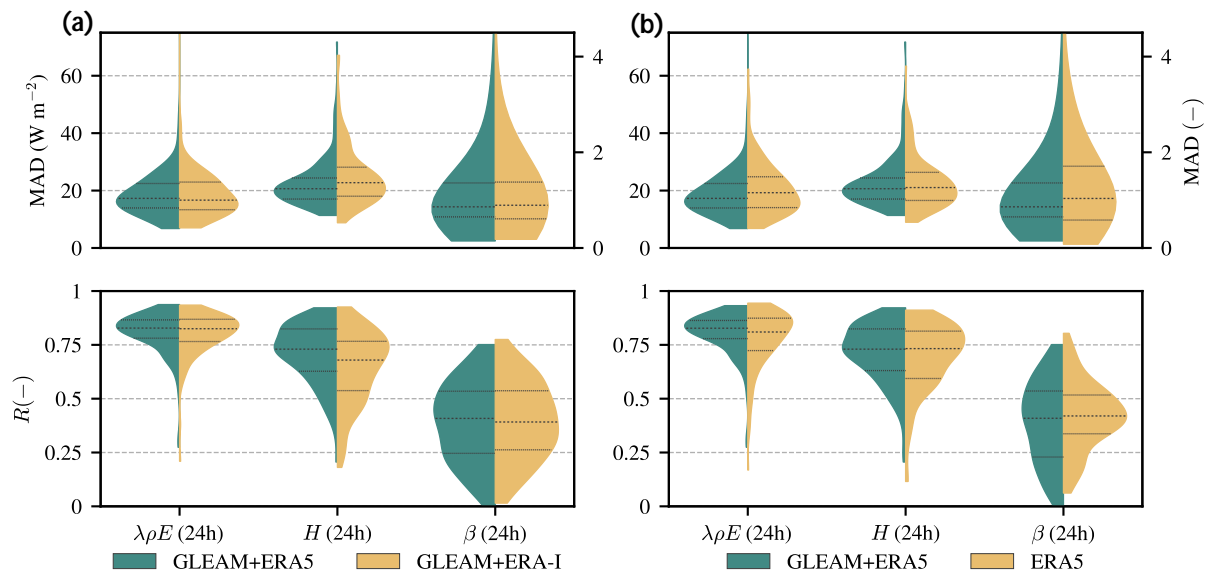 (a)
(b)
MAD (W m−2)
60
40
20
0
4
2
0
60
40
20
0
4
2
0
MAD (−)
R(−)
1
0.75
0.5
0.25
0
1
0.75
0.5
0.25
0
λρE (24h) H (24h) β (24h)
λρE (24h) H (24h) β (24h)
GLEAM+ERA5 GLEAM+ERA-I
GLEAM+ERA5 ERA5